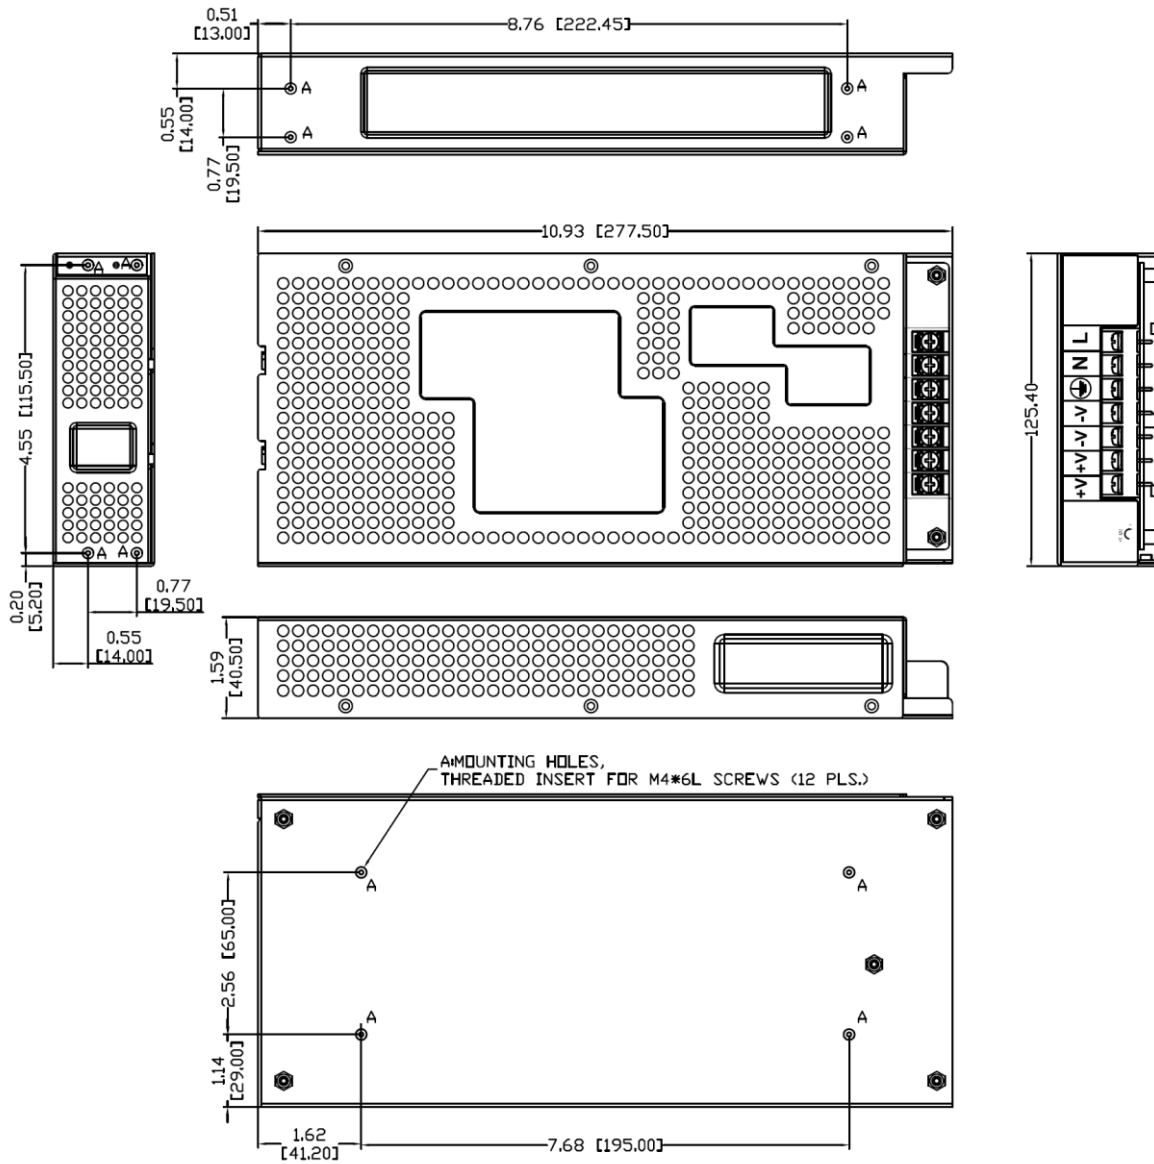 0.51
[13.00]
8.76 [222.45]
A
A
A
A
0.55
[14.00]
0.77
[19.50]
10.93 [277.50]
A
A
4.55 [115.50]
A
A
0.20
[5.20]
0.77
[19.50]
0.55
[14.00]
125.40
L
N
-V
-V
+V
+V
1.59
[40.50]
A:MOUNTING HOLES,
THREADED INSERT FOR M4*6L SCREWS (12 PLS.)
A
A
A
A
2.56 [65.00]
1.14
[29.00]
1.62
[41.20]
7.68 [195.00]